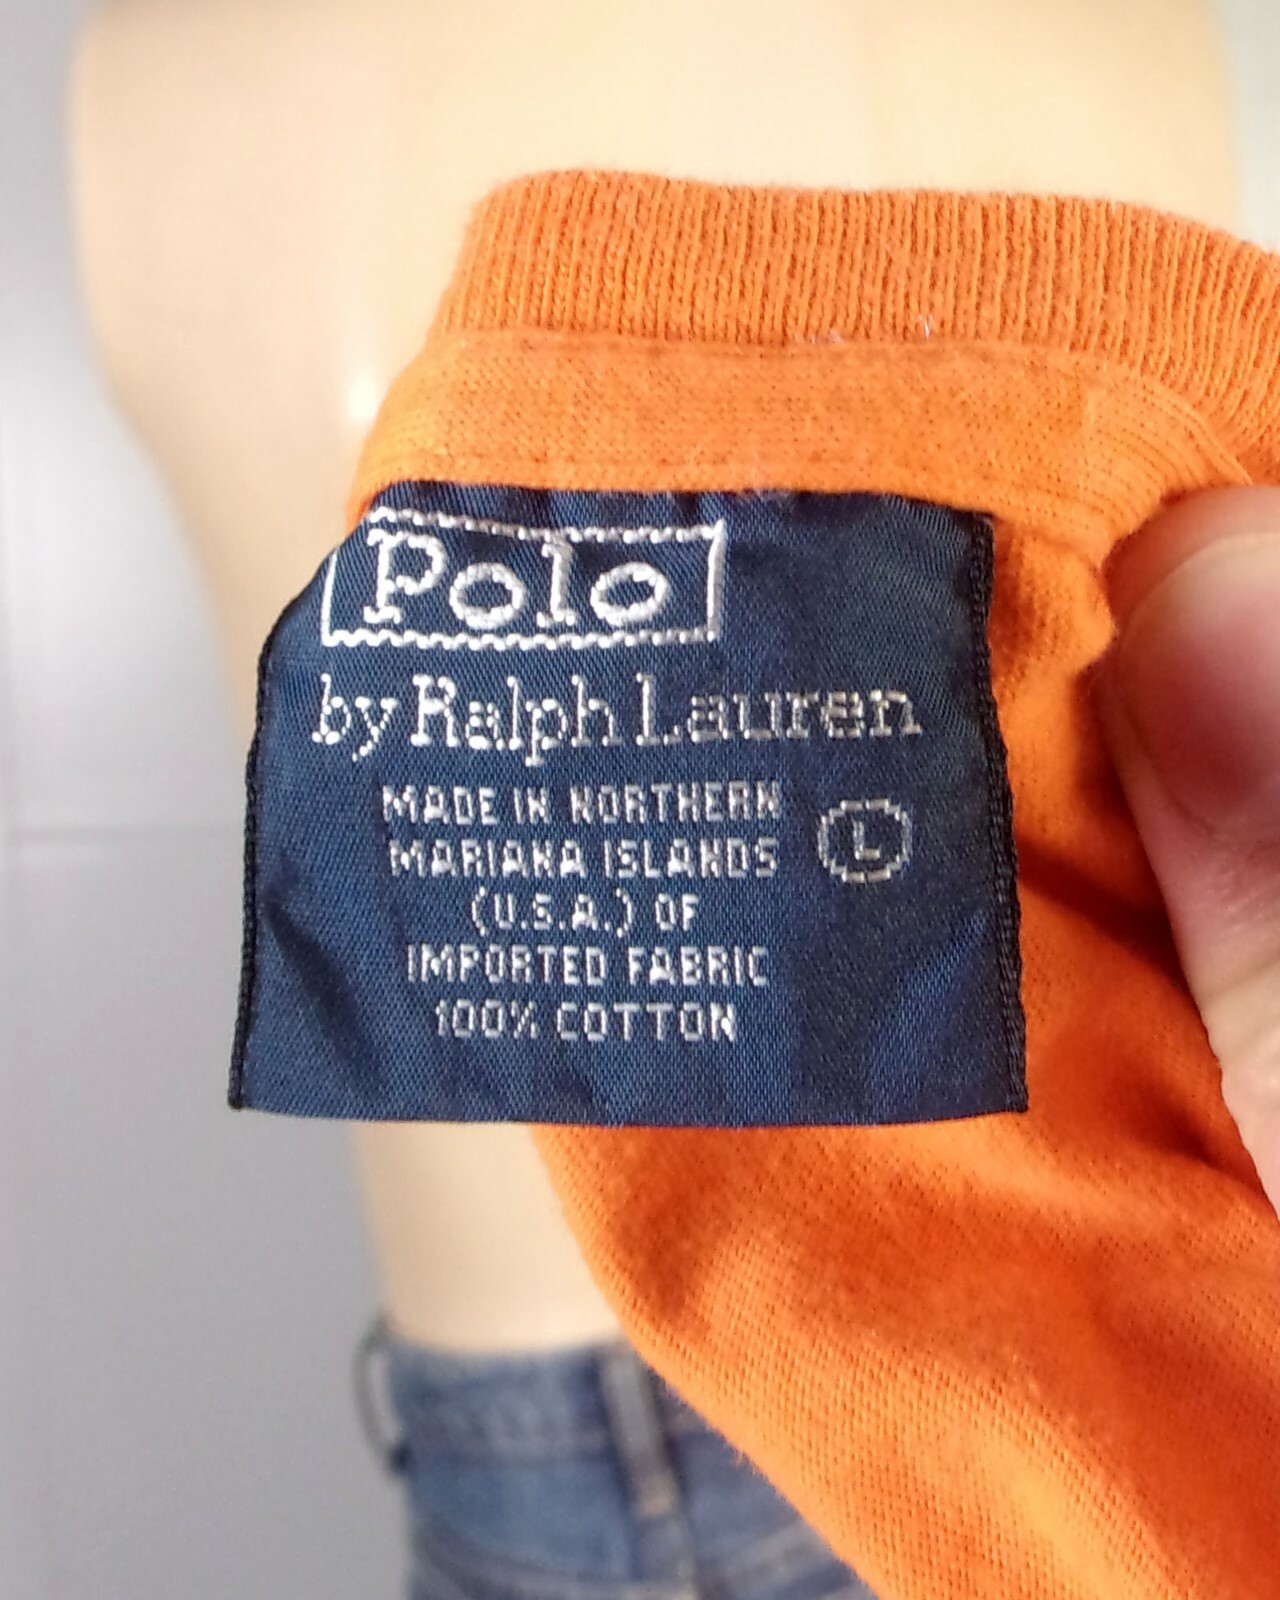 Polo
by Ralph Lauren
MADE IN NORTHERN
MARIANA ISLANDS
(U.S.A.) OF
IMPORTED FABRIC
100% COTTON
L